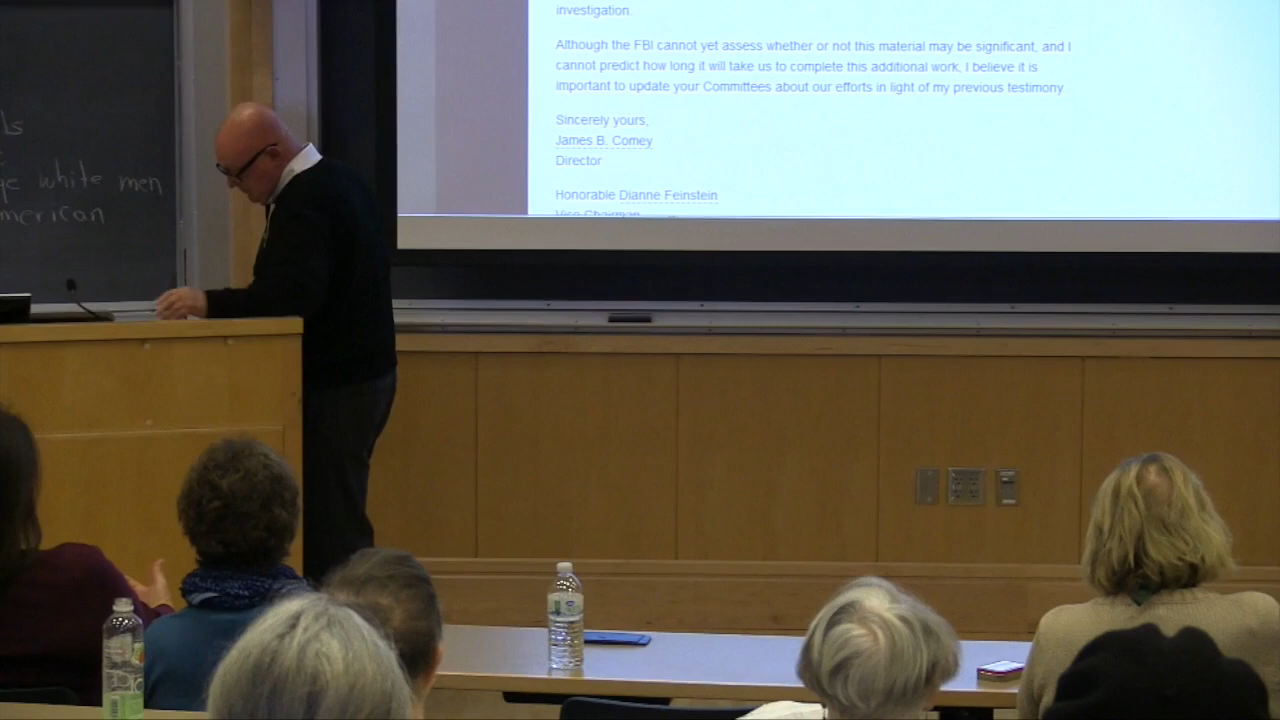 investigation.
Although the FBI cannot yet assess whether or not this material may be significant, and I
cannot predict how long it will take us to complete this additional work, I believe it is
important to update your Committees about our efforts in light of my previous testimony.
Sincerely yours,
James B. Comey
Director
Honorable Dianne Feinstein
Vice Chairman
white men